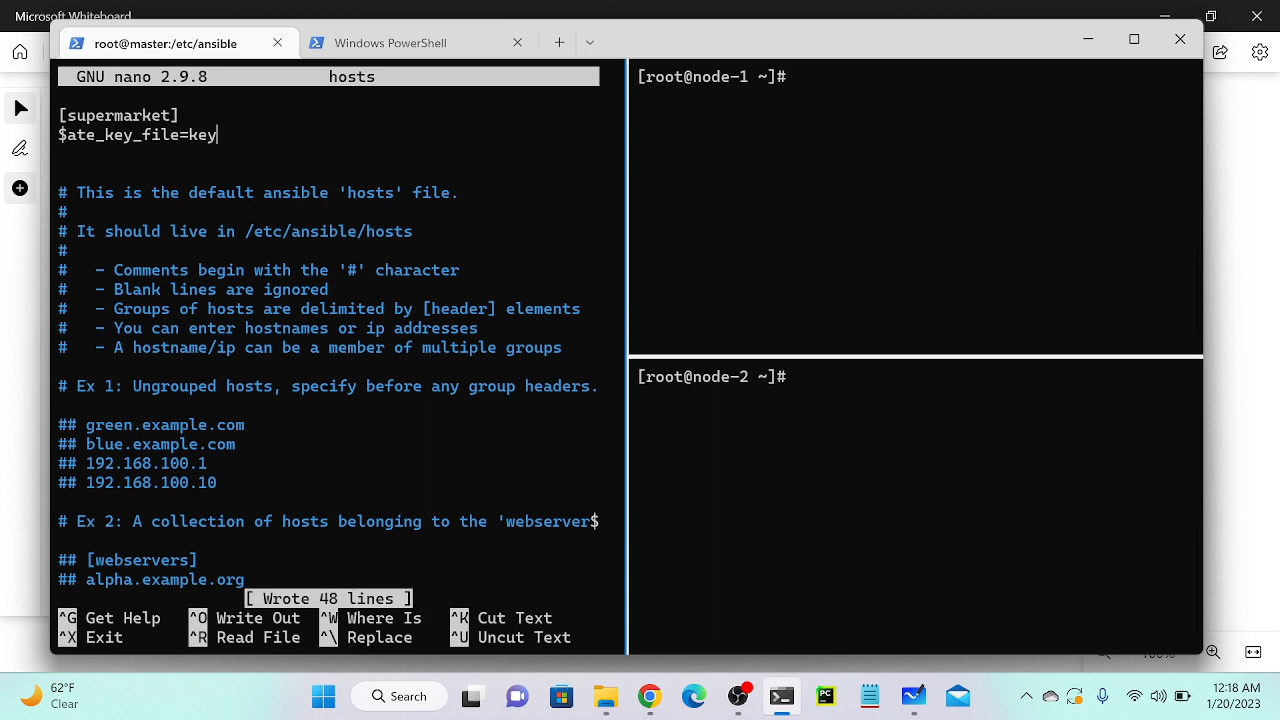 Microsoft Whiteboard
root@master:/etc/ansible
Windows PowerShell
GNU nano 2.9.8 hosts
[supermarket]
$ate_key_file=key
# This is the default ansible 'hosts' file.
#
# It should live in /etc/ansible/hosts
#
# - Comments begin with the '#' character
# - Blank lines are ignored
# - Groups of hosts are delimited by [header] elements
# - You can enter hostnames or ip addresses
# - A hostname/ip can be a member of multiple groups
# Ex 1: Ungrouped hosts, specify before any group headers.
## green.example.com
## blue.example.com
## 192.168.100.1
## 192.168.100.10
# Ex 2: A collection of hosts belonging to the 'webserver$
## [webservers]
## alpha.example.org
[ Wrote 48 lines ]
^G Get Help ^O Write Out ^W Where Is ^K Cut Text
^X Exit ^R Read File ^\ Replace ^U Uncut Text
[root@node-1 ~]#
[root@node-2 ~]#
62°F
Clear
Search
PC
12:18 AM
1/20/2023